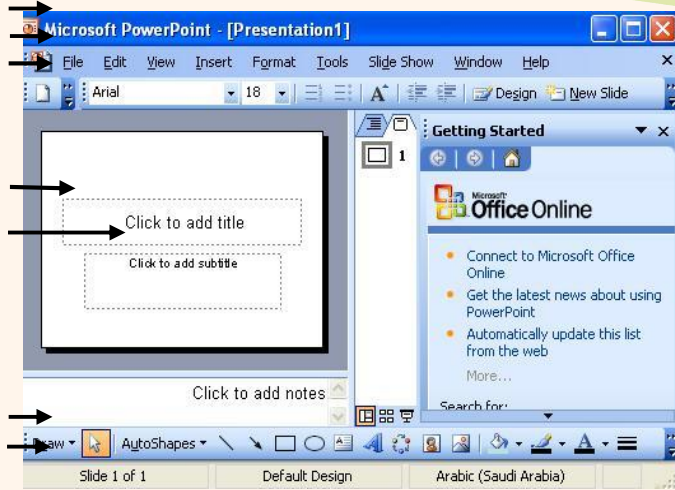 Microsoft PowerPoint - [Presentation1]
File Edit View Insert Format Tools Slide Show Window Help
Arial 18 A Design New Slide
Getting Started
1
Microsoft
Office Online
Click to add title
Click to add subtitle
Connect to Microsoft Office
Online
Get the latest news about using
PowerPoint
Automatically update this list
from the web
More...
Search for:
Click to add notes
Draw AutoShapes A
Slide 1 of 1 Default Design Arabic (Saudi Arabia)